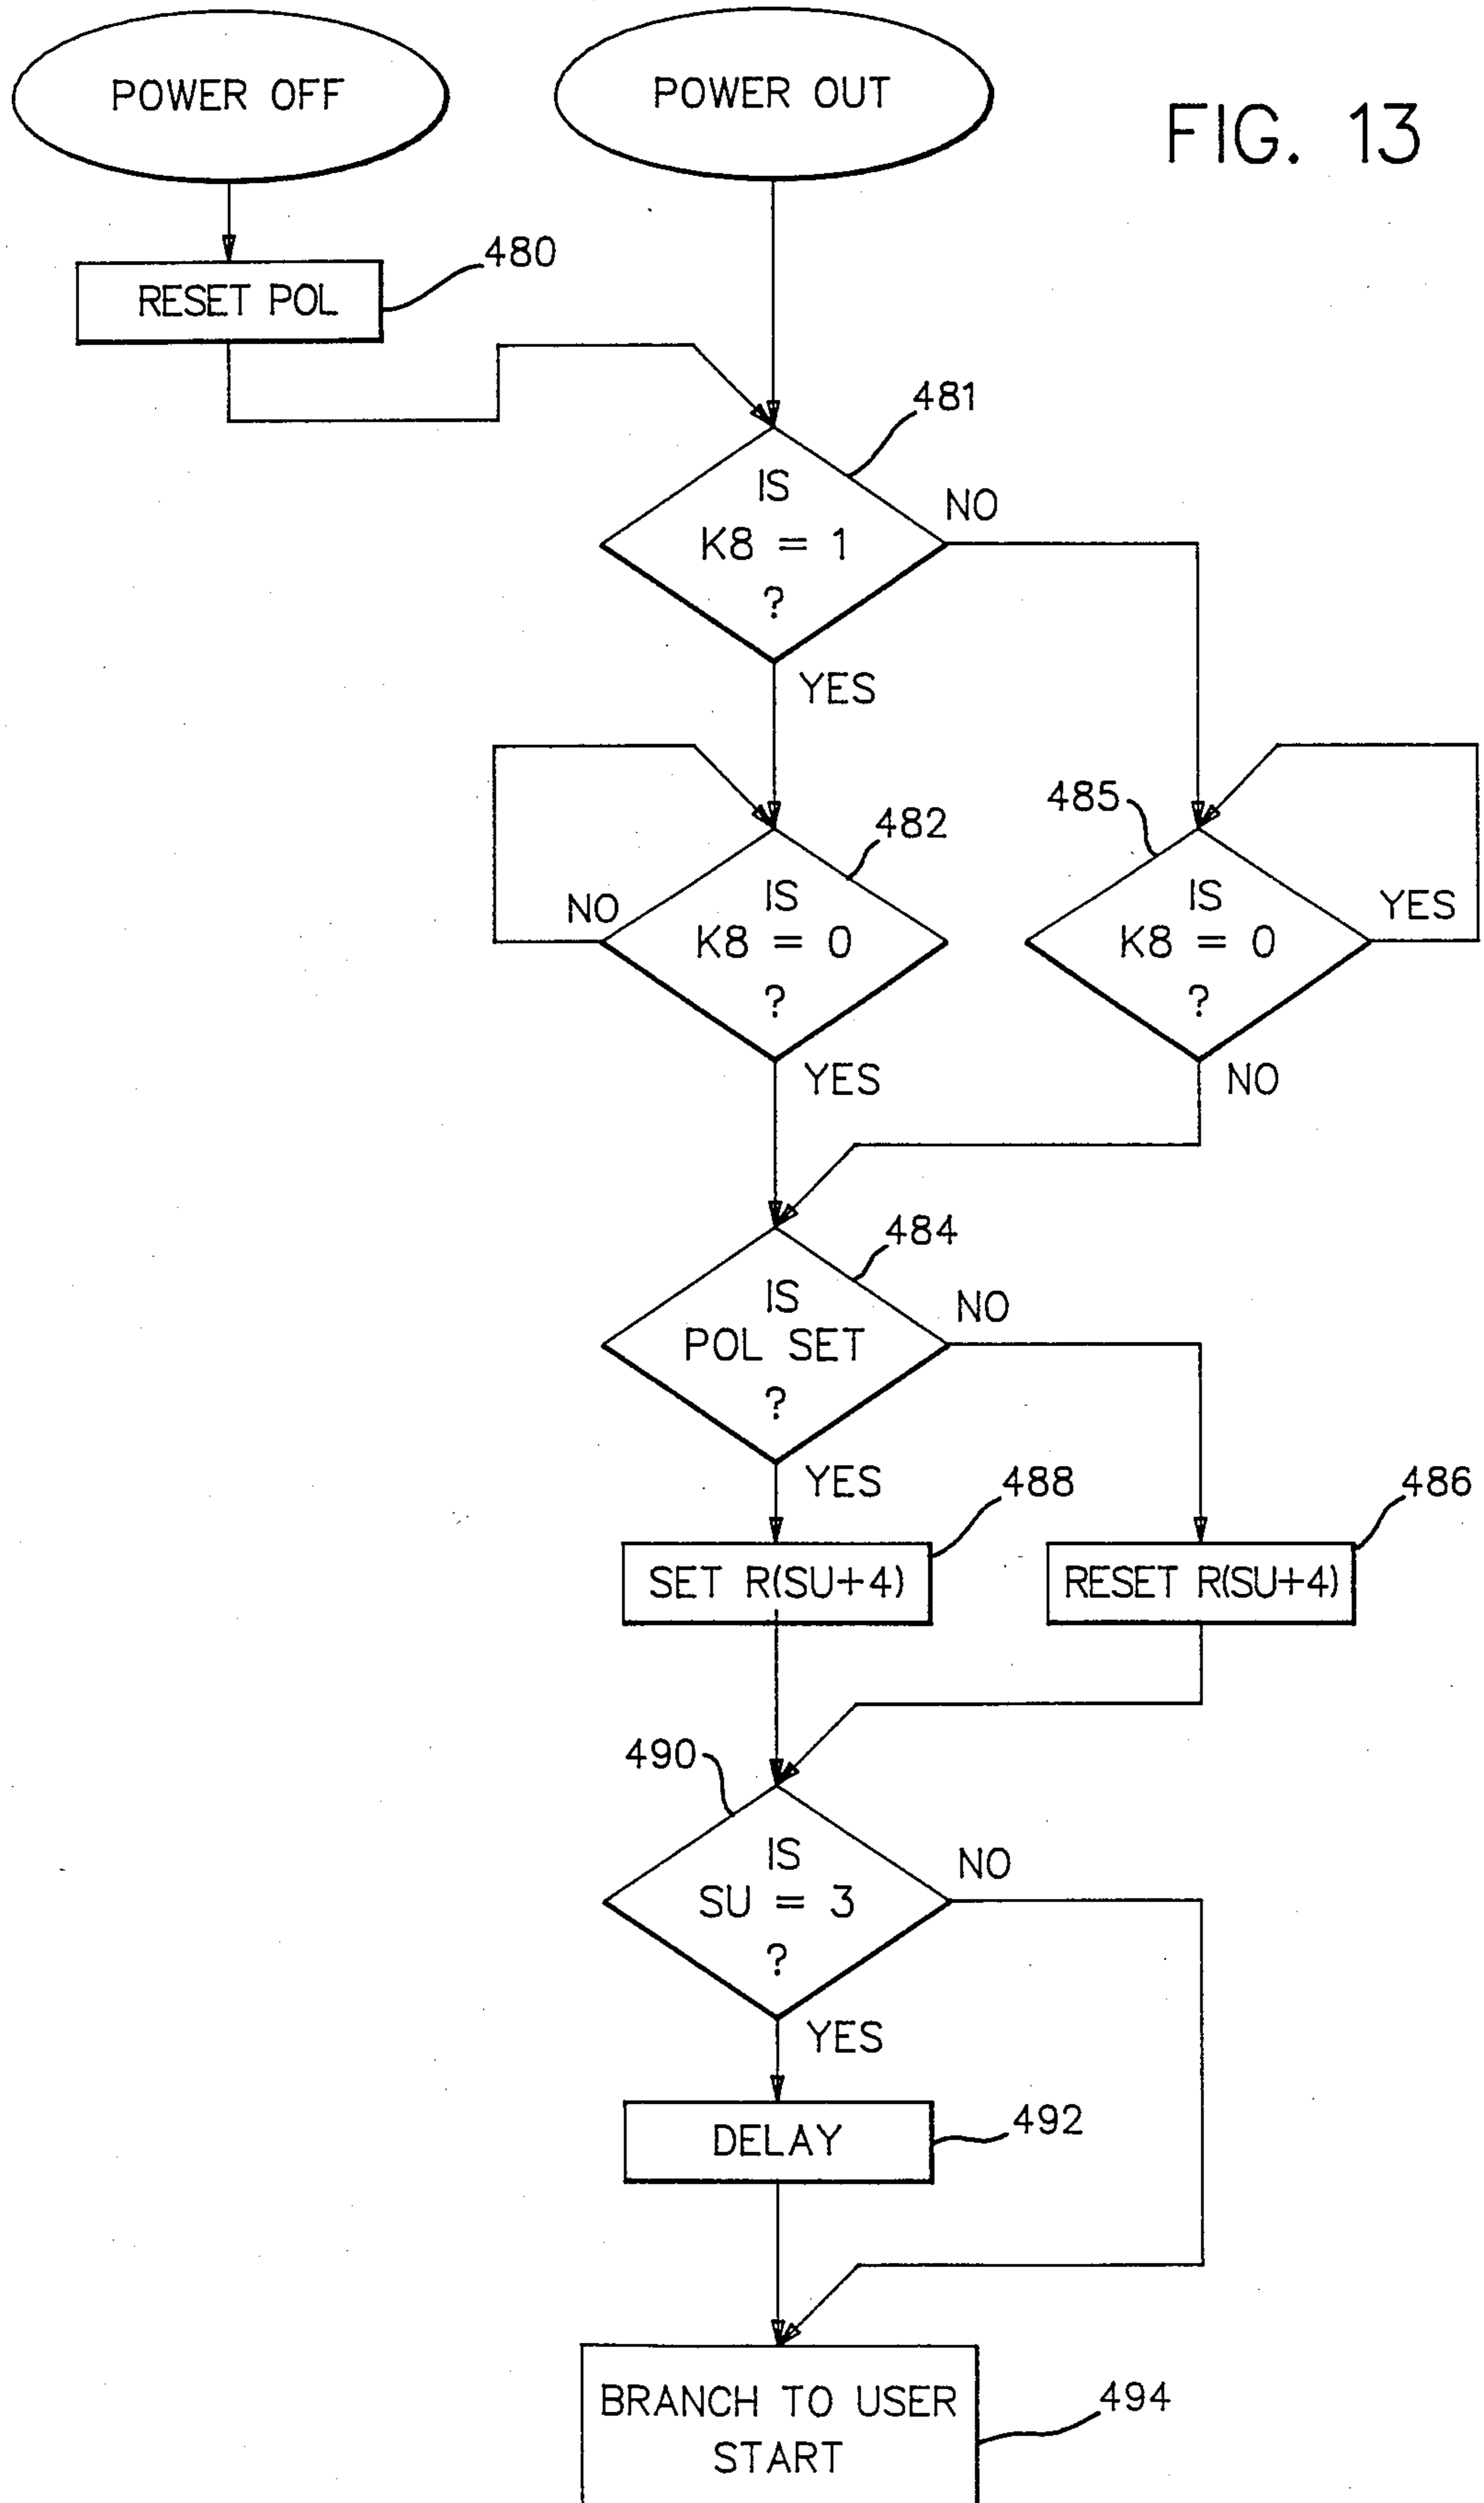 POWER OFF
POWER OUT
FIG. 13
480
RESET POL
481
IS
K8 = 1
?
NO
YES
482
485
NO
IS
K8 = 0
?
IS
K8 = 0
?
YES
YES
NO
484
IS
POL SET
?
NO
YES
488
486
SET R(SU+4)
RESET R(SU+4)
490
IS
SU = 3
?
NO
YES
DELAY
492
BRANCH TO USER
START
494